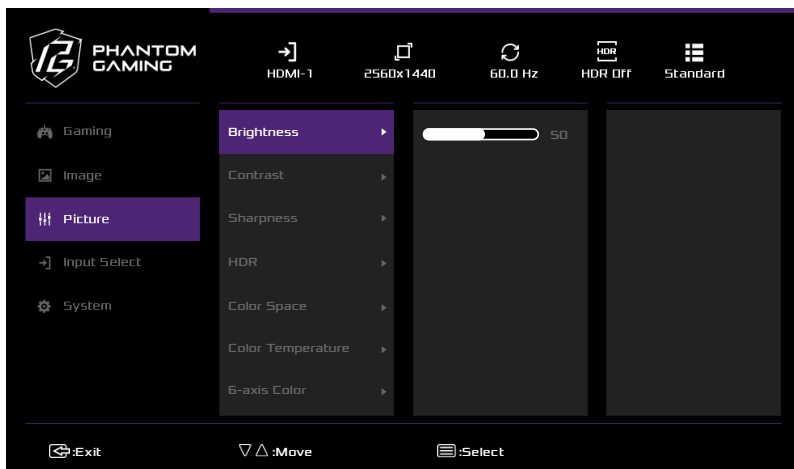 PHANTOM
GAMING
HDMI-1
2560x1440
60.0 Hz
HDR
HDR Off
Standard
Gaming
Image
Picture
Input Select
System
Brightness
Contrast
Sharpness
HDR
Color Space
Color Temperature
6-axis Color
50
:Exit
:Move
:Select